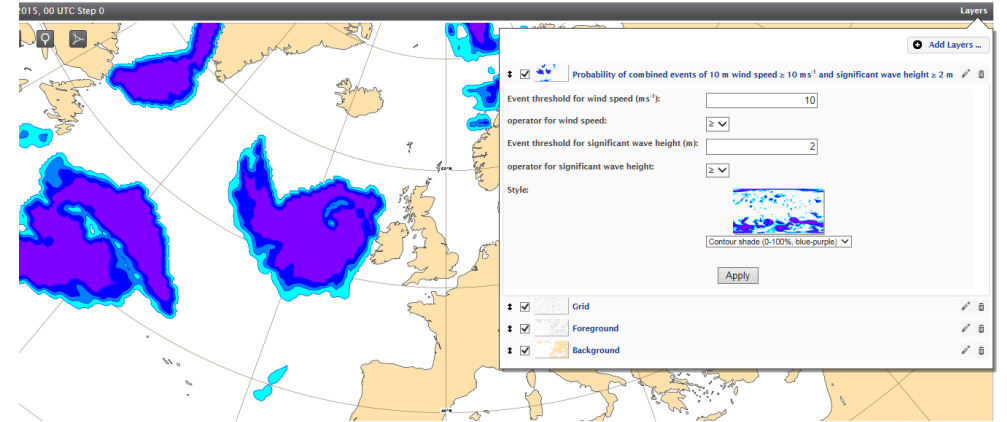 2015, 00 UTC Step 0
Layers
Add Layers ...
Probability of combined events of 10 m wind speed ≥ 10 ms⁻¹ and significant wave height ≥ 2 m
Event threshold for wind speed (ms⁻¹):
10
operator for wind speed:
≥
Event threshold for significant wave height (m):
2
operator for significant wave height:
≥
Style:
Contour shade (0-100%, blue-purple)
Apply
Grid
Foreground
Background